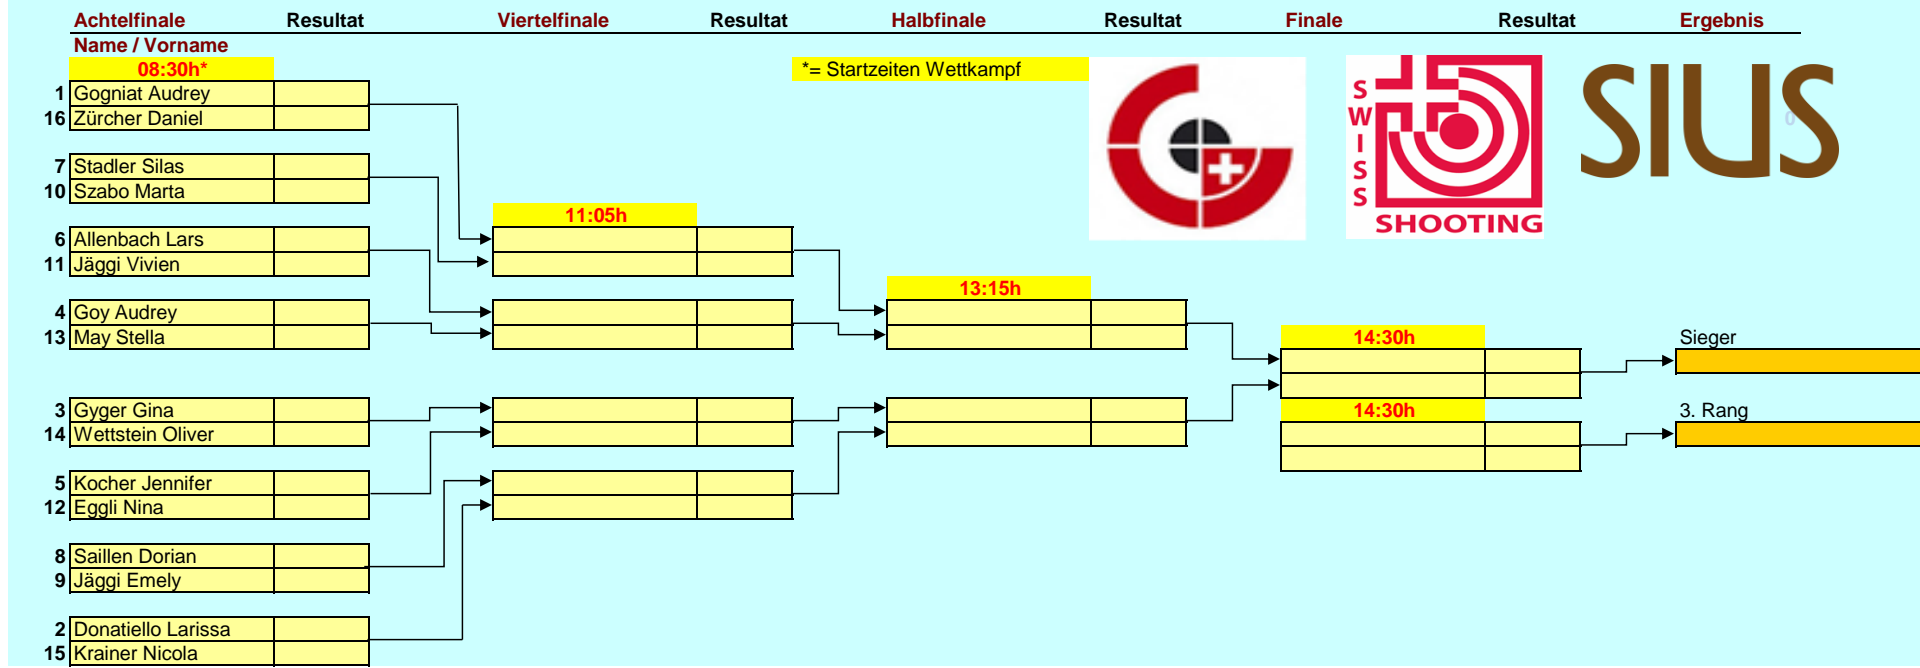 Achtelfinale Resultat Viertelfinale Resultat Halbfinale Resultat Finale Resultat Ergebnis
Name / Vorname
08:30h* *= Startzeiten Wettkampf
1 Gogniat Audrey
16 Zürcher Daniel
7 Stadler Silas
10 Szabo Marta
11:05h
6 Allenbach Lars
11 Jäggi Vivien
13:15h
4 Goy Audrey
13 May Stella
14:30h Sieger
3 Gyger Gina
14:30h 3. Rang
14 Wettstein Oliver
5 Kocher Jennifer
12 Eggli Nina
8 Saillen Dorian
9 Jäggi Emely
2 Donatiello Larissa
15 Krainer Nicola
SWISS
SHOOTING
SIUS
0